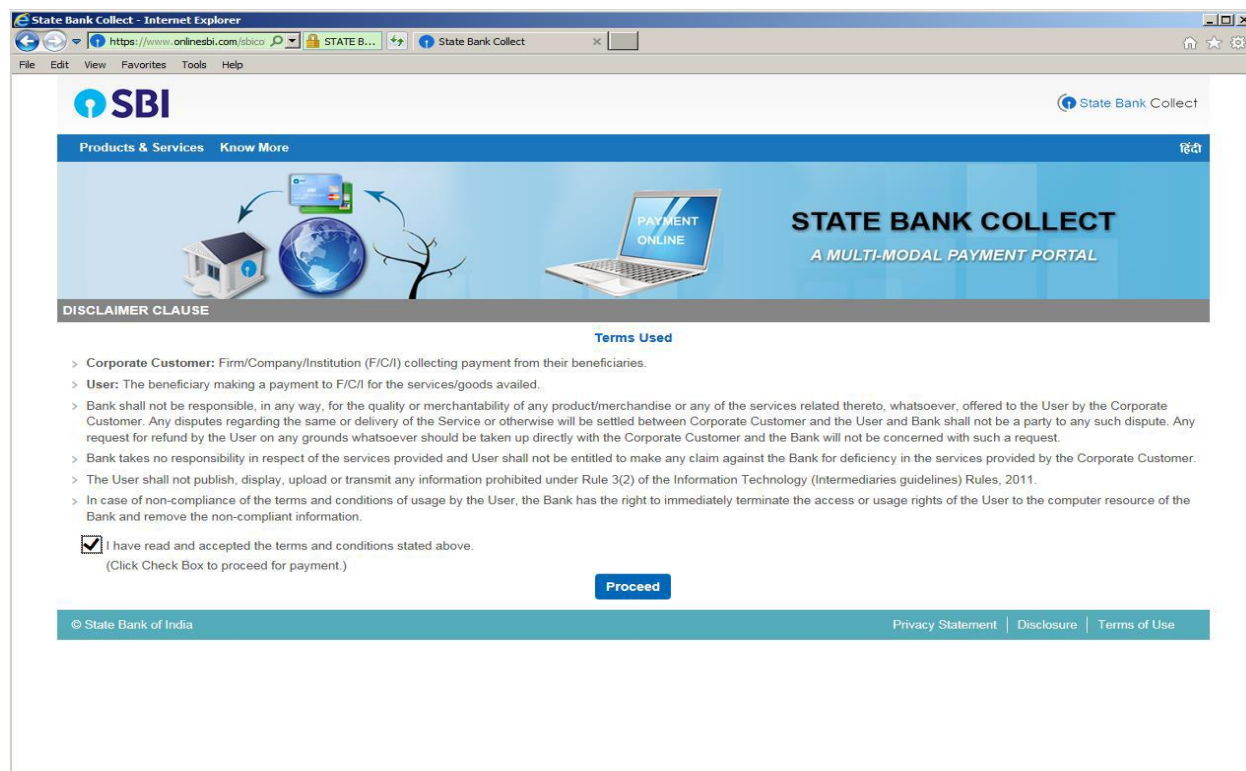 State Bank Collect - Internet Explorer
https://www.onlinesbi.com/sbico
STATE B...
State Bank Collect
File Edit View Favorites Tools Help
SBI
State Bank Collect
Products & Services Know More
हिंदी
PAYMENT
ONLINE
STATE BANK COLLECT
A MULTI-MODAL PAYMENT PORTAL
DISCLAIMER CLAUSE
Terms Used
> Corporate Customer: Firm/Company/Institution (F/C/I) collecting payment from their beneficiaries.
> User: The beneficiary making a payment to F/C/I for the services/goods availed.
> Bank shall not be responsible, in any way, for the quality or merchantability of any product/merchandise or any of the services related thereto, whatsoever, offered to the User by the Corporate
Customer. Any disputes regarding the same or delivery of the Service or otherwise will be settled between Corporate Customer and the User and Bank shall not be a party to any such dispute. Any
request for refund by the User on any grounds whatsoever should be taken up directly with the Corporate Customer and the Bank will not be concerned with such a request.
> Bank takes no responsibility in respect of the services provided and User shall not be entitled to make any claim against the Bank for deficiency in the services provided by the Corporate Customer.
> The User shall not publish, display, upload or transmit any information prohibited under Rule 3(2) of the Information Technology (Intermediaries guidelines) Rules, 2011.
> In case of non-compliance of the terms and conditions of usage by the User, the Bank has the right to immediately terminate the access or usage rights of the User to the computer resource of the
Bank and remove the non-compliant information.
I have read and accepted the terms and conditions stated above.
(Click Check Box to proceed for payment.)
Proceed
© State Bank of India
Privacy Statement | Disclosure | Terms of Use